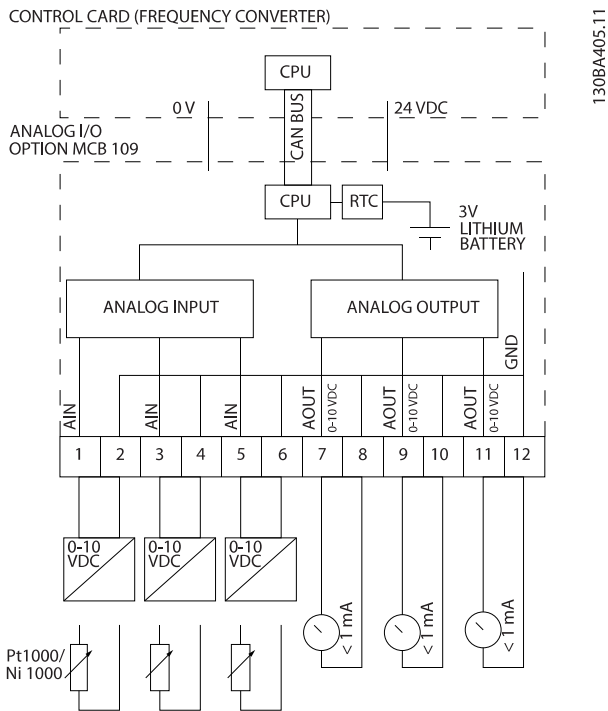 CONTROL CARD (FREQUENCY CONVERTER)
130BA405.11
CPU
0 V
24 VDC
CAN BUS
ANALOG I/O
OPTION MCB 109
CPU
RTC
3V
LITHIUM
BATTERY
ANALOG INPUT
ANALOG OUTPUT
GND
AIN
AIN
AIN
AOUT
0-10 VDC
AOUT
0-10 VDC
AOUT
0-10 VDC
1 2 3 4 5 6 7 8 9 10 11 12
0-10
VDC
0-10
VDC
0-10
VDC
< 1 mA
< 1 mA
< 1 mA
Pt1000/
Ni 1000